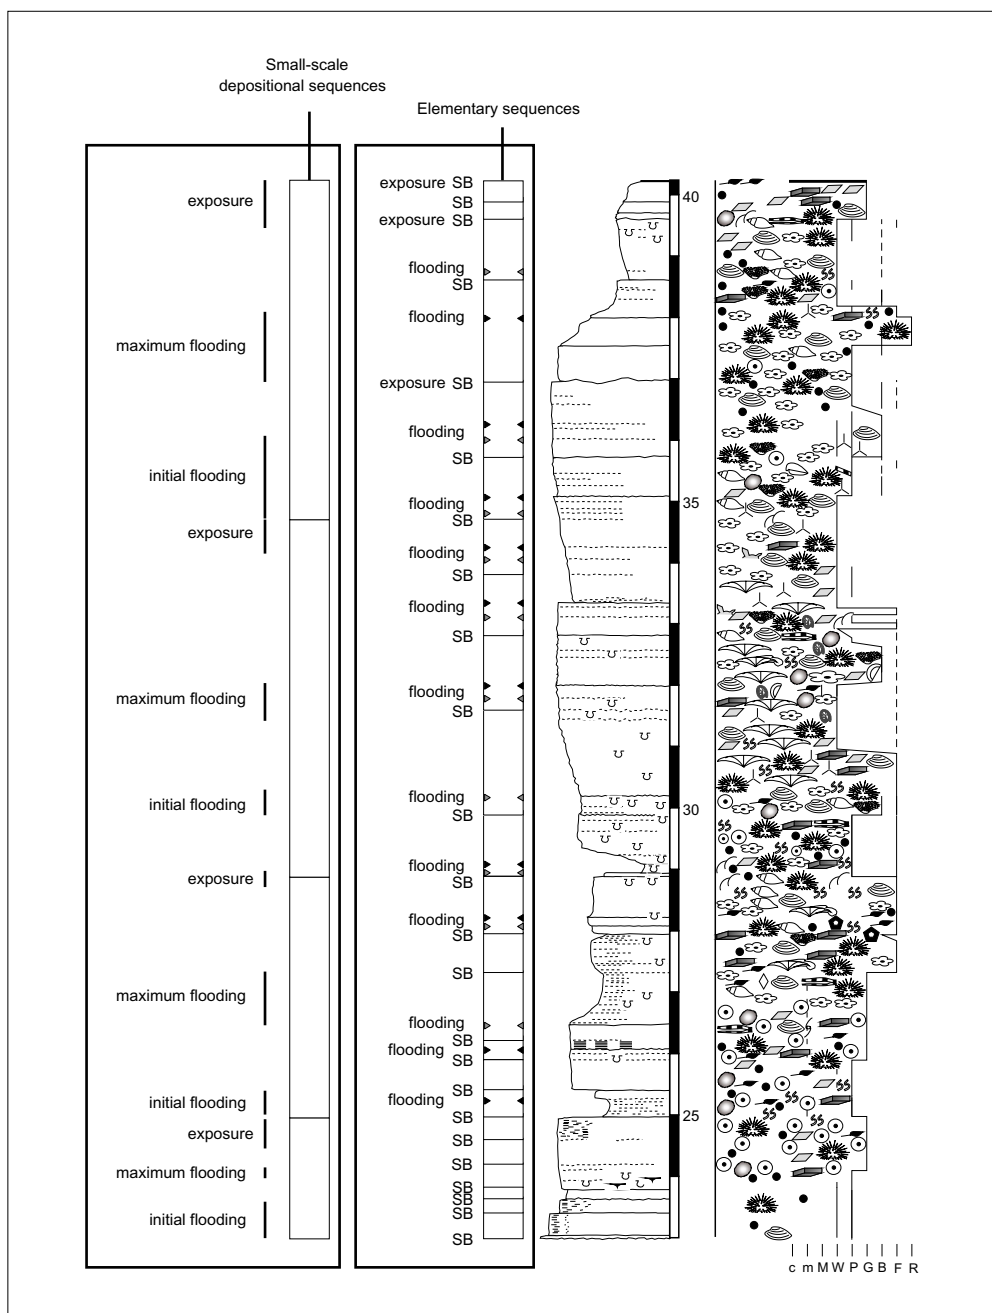 Small-scale
depositional sequences
Elementary sequences
exposure
maximum flooding
initial flooding
exposure
maximum flooding
initial flooding
exposure
maximum flooding
initial flooding
exposure
maximum flooding
initial flooding
exposure SB
SB
exposure SB
flooding
SB
flooding
exposure SB
flooding
SB
flooding
SB
flooding
SB
flooding
SB
flooding
SB
flooding
SB
flooding
SB
flooding
SB
SB
flooding
SB
flooding
SB
SB
flooding
SB
SB
SB
SB
SB
SB
SB
40
35
30
25
c m M W P G B F R